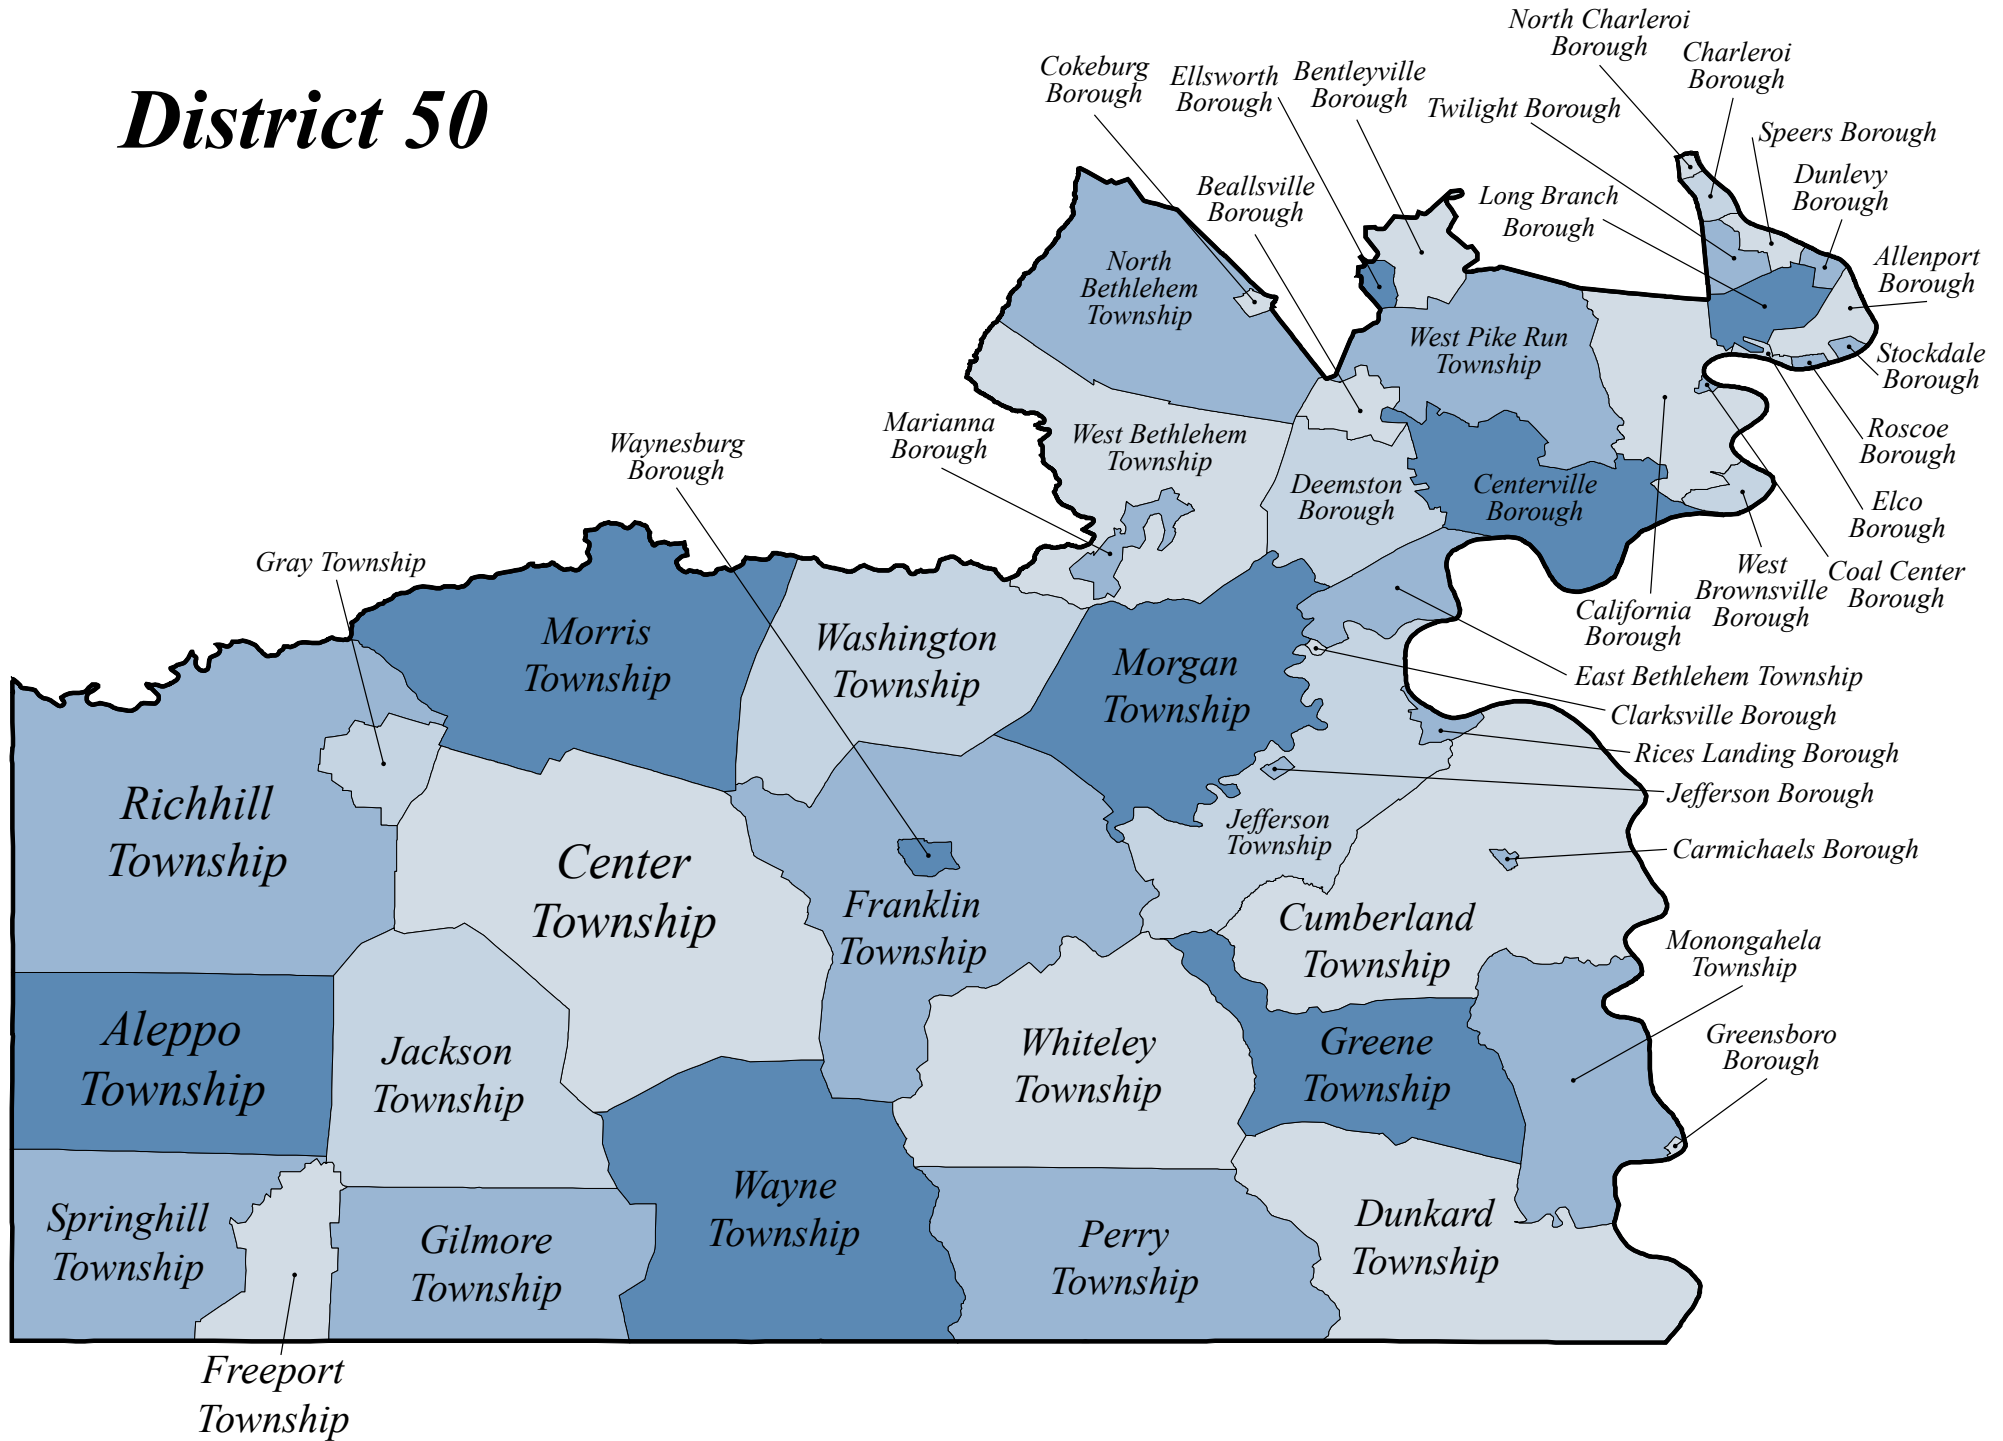 District 50
North Charleroi
Borough
Charleroi
Borough
Cokeburg
Borough
Ellsworth
Borough
Bentleyville
Borough
Twilight Borough
Speers Borough
Beallsville
Borough
Long Branch
Borough
Dunlevy
Borough
Allenport
Borough
North
Bethlehem
Township
West Pike Run
Township
Stockdale
Borough
Marianna
Borough
West Bethlehem
Township
Roscoe
Borough
Waynesburg
Borough
Deemston
Borough
Centerville
Borough
Elco
Borough
Gray Township
West
Brownsville
Borough
Coal Center
Borough
California
Borough
Morris
Township
Washington
Township
Morgan
Township
East Bethlehem Township
Clarksville Borough
Rices Landing Borough
Jefferson Borough
Richhill
Township
Center
Township
Jefferson
Township
Carmichaels Borough
Franklin
Township
Cumberland
Township
Monongahela
Township
Aleppo
Township
Jackson
Township
Whiteley
Township
Greene
Township
Greensboro
Borough
Springhill
Township
Gilmore
Township
Wayne
Township
Perry
Township
Dunkard
Township
Freeport
Township